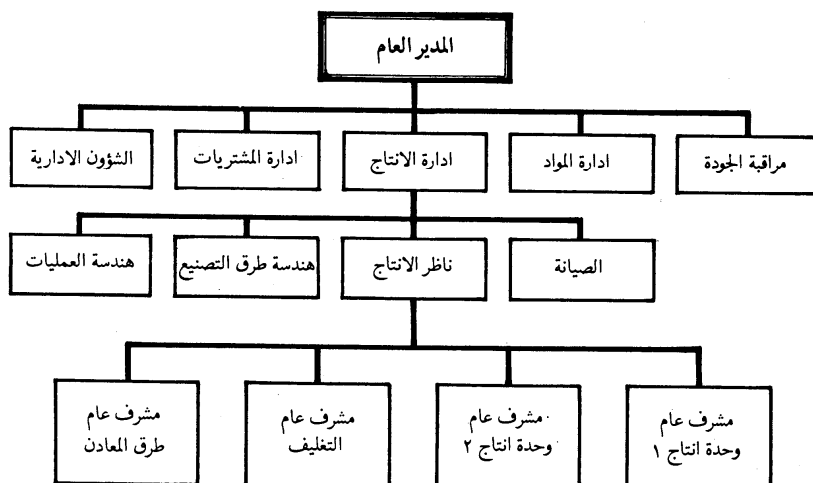 المدير العام
مراقبة الجودة
ادارة المواد
ادارة الانتاج
ادارة المشتريات
الشؤون الادارية
الصيانة
ناظر الانتاج
هندسة طرق التصنيع
هندسة العمليات
مشرف عام
وحدة انتاج ١
مشرف عام
وحدة انتاج ٢
مشرف عام
التغليف
مشرف عام
طرق المعادن